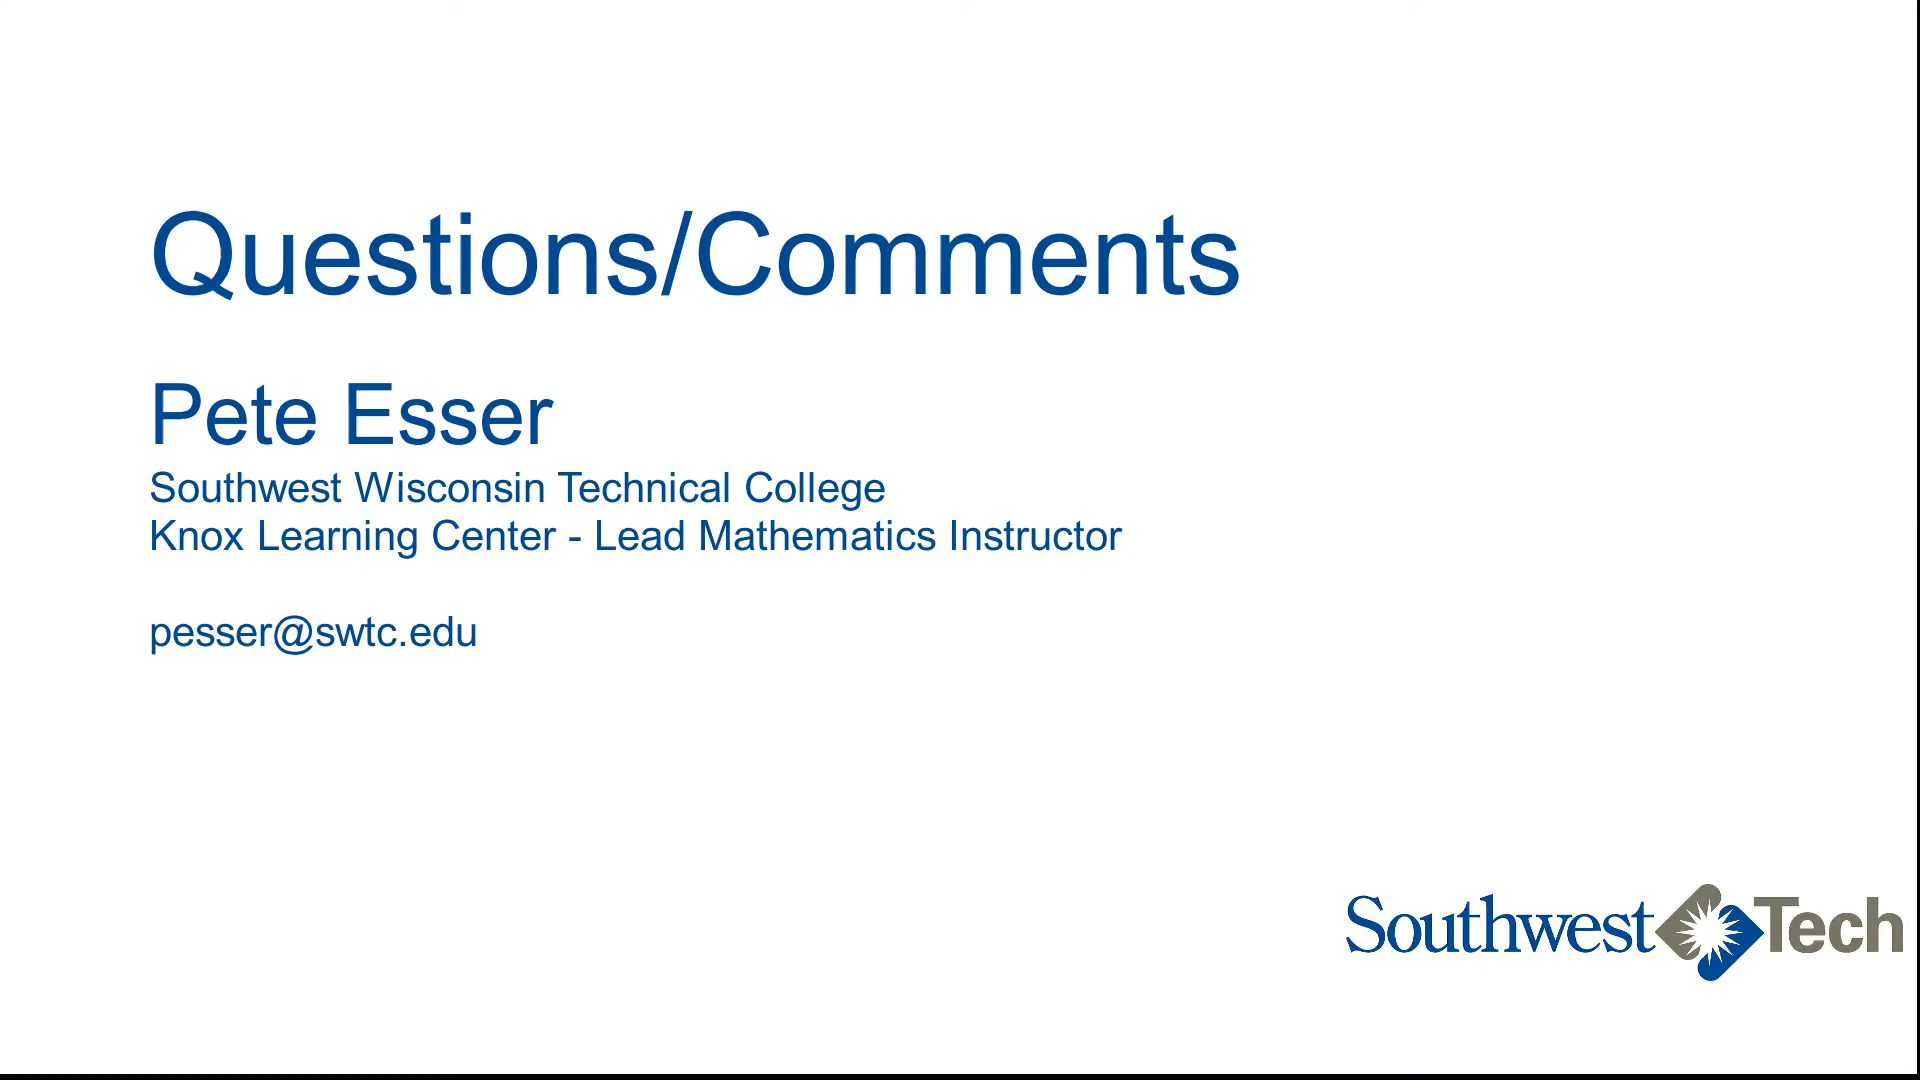 Questions/Comments
Pete Esser
Southwest Wisconsin Technical College
Knox Learning Center - Lead Mathematics Instructor
pesser@swtc.edu
Southwest Tech